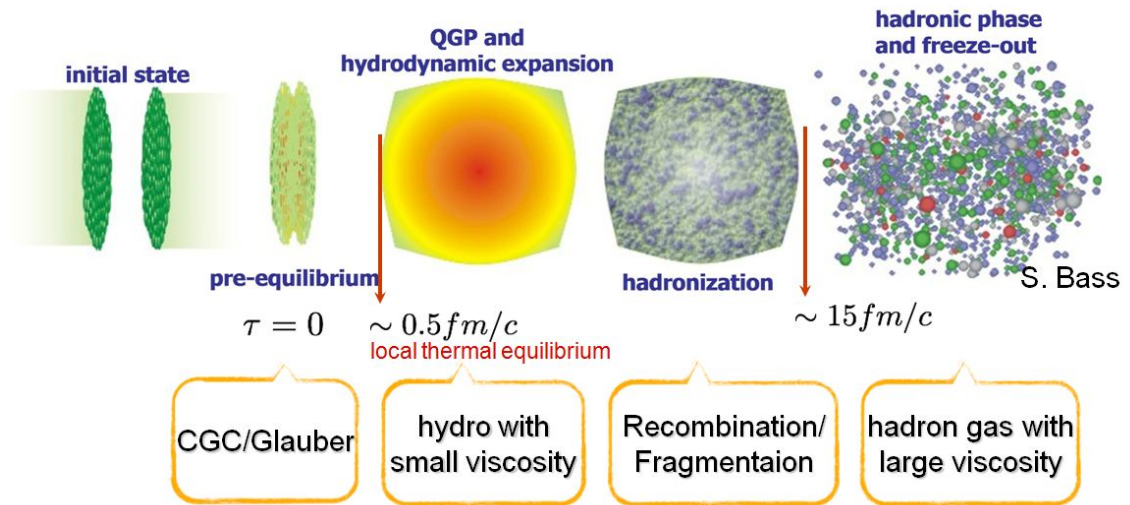 initial state
pre-equilibrium
QGP and
hydrodynamic expansion
hadronization
hadronic phase
and freeze-out
S. Bass
τ = 0
~ 0.5fm/c
local thermal equilibrium
~ 15fm/c
CGC/Glauber
hydro with
small viscosity
Recombination/
Fragmentaion
hadron gas with
large viscosity